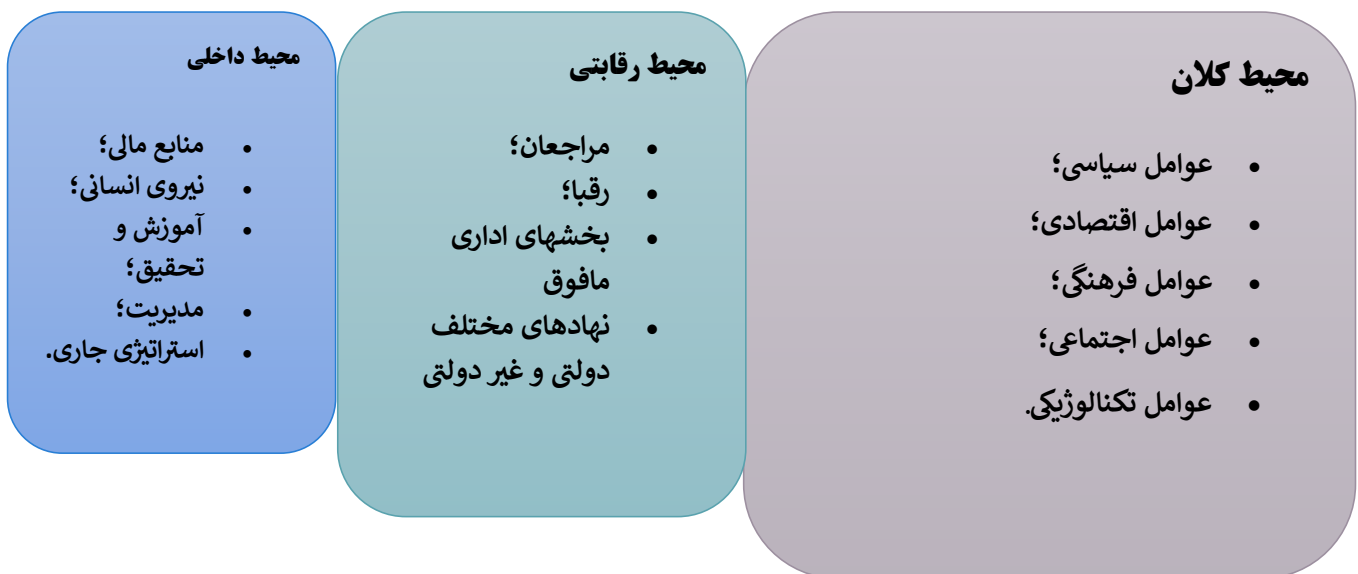 محیط کلان
• عوامل سیاسی؛
• عوامل اقتصادی؛
• عوامل فرهنگی؛
• عوامل اجتماعی؛
• عوامل تکنالوژیکی.
محیط رقابتی
• مراجعان؛
• رقبا؛
• بخشهای اداری
مافوق
• نهادهای مختلف
دولتی و غیر دولتی
محیط داخلی
• منابع مالی؛
• نیروی انسانی؛
• آموزش و
تحقیق؛
• مدیریت؛
• استراتیژی جاری.